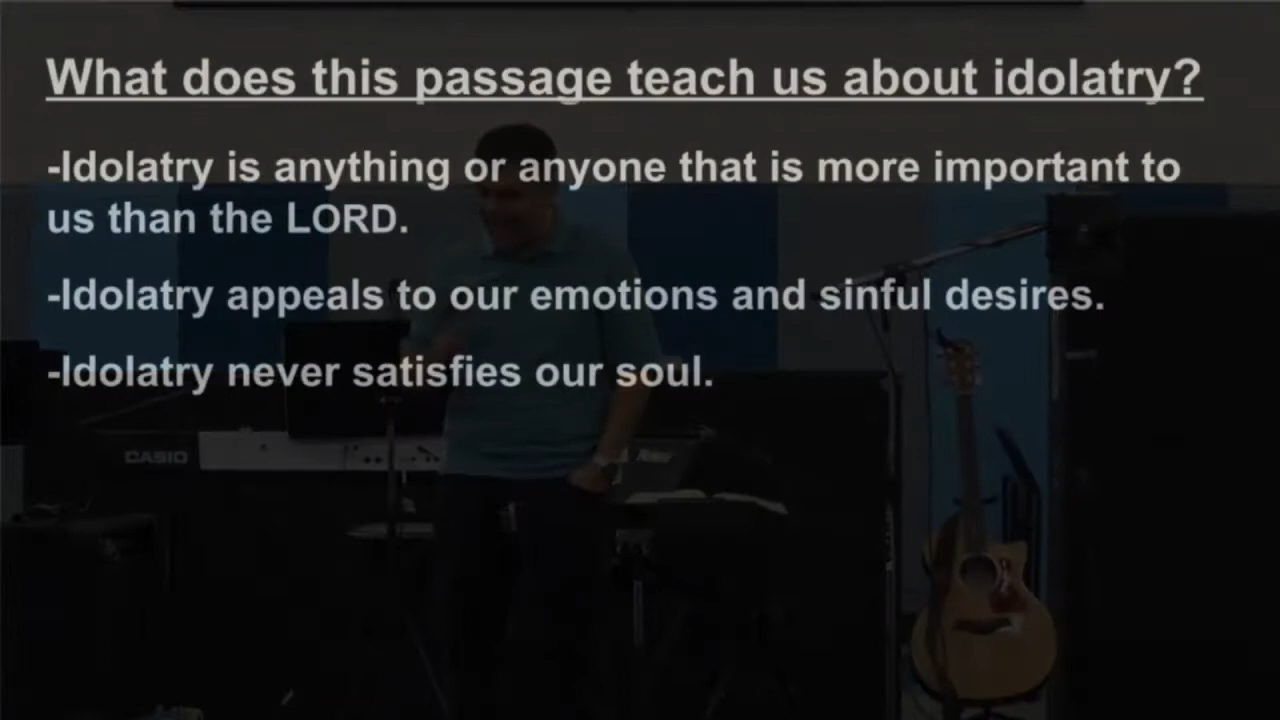 What does this passage teach us about idolatry?
-Idolatry is anything or anyone that is more important to
us than the LORD.
-Idolatry appeals to our emotions and sinful desires.
-Idolatry never satisfies our soul.
CASIO
Roland